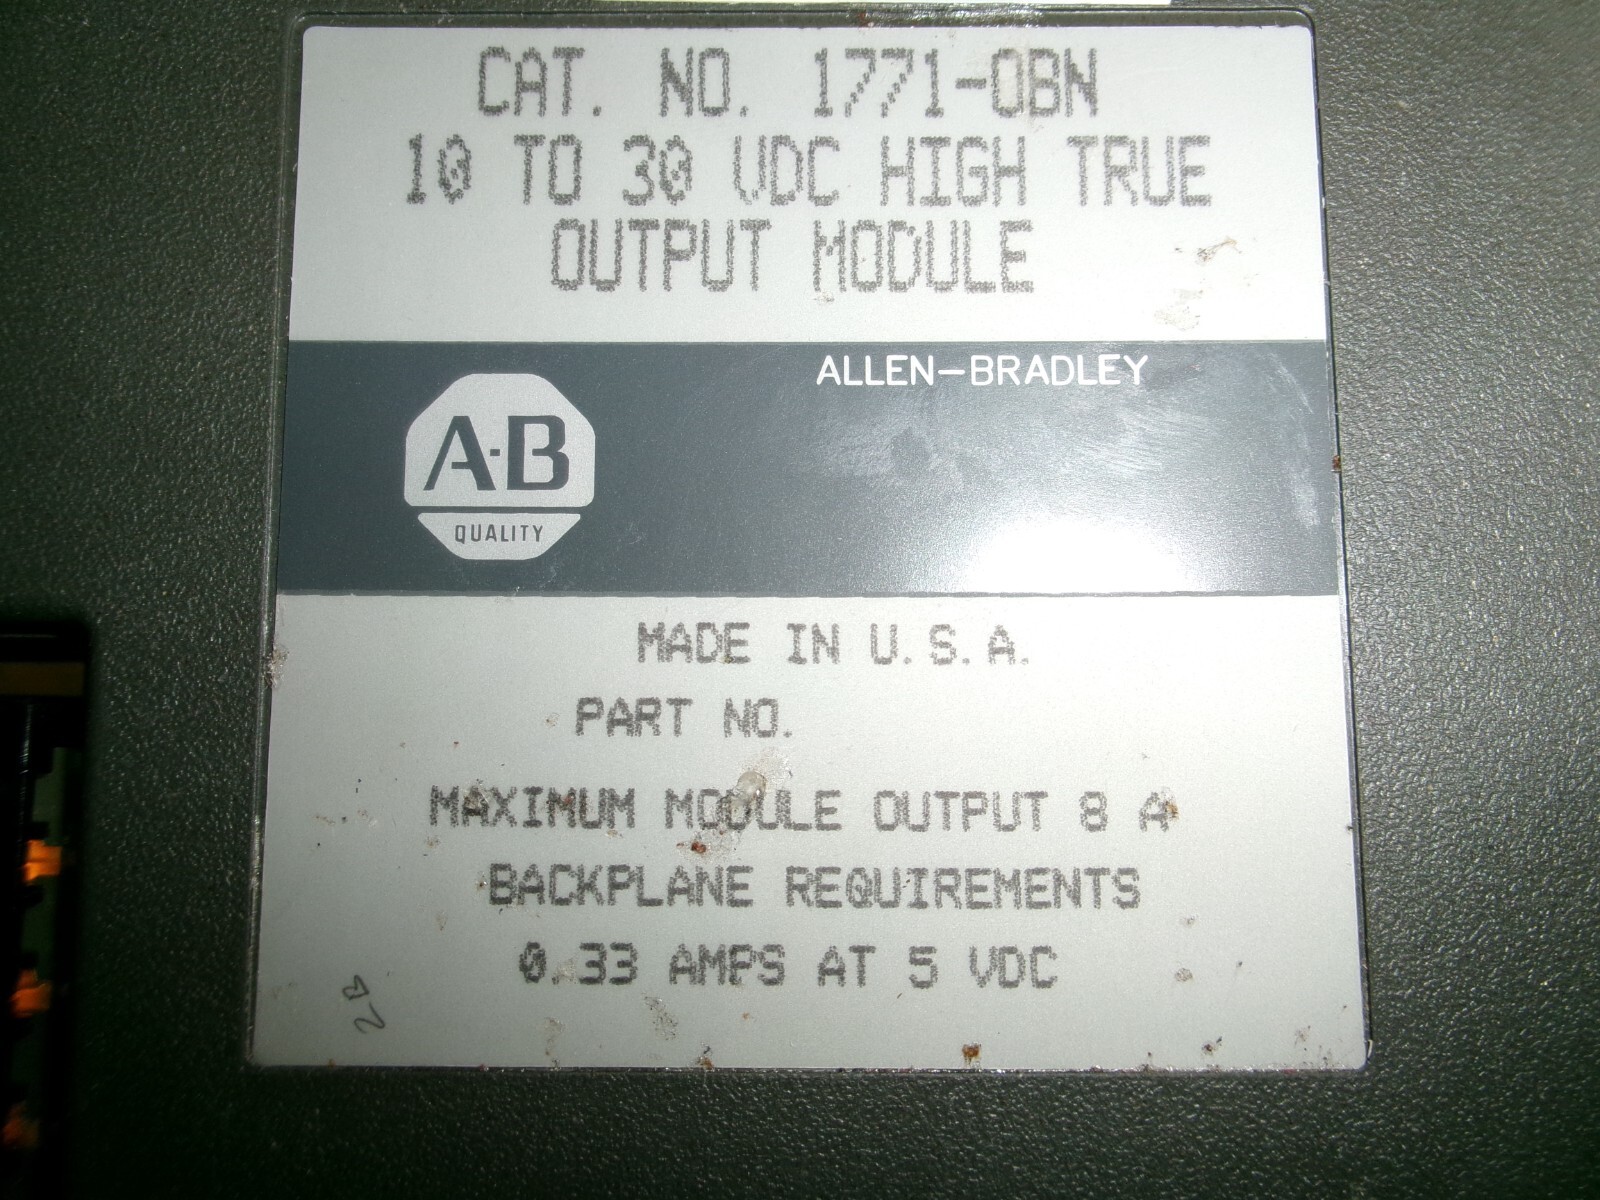 CAT. NO. 1771-OBN
10 TO 30 VDC HIGH TRUE
OUTPUT MODULE
ALLEN-BRADLEY
A-B
QUALITY
MADE IN U.S.A.
PART NO.
MAXIMUM MODULE OUTPUT 8 A
BACKPLANE REQUIREMENTS
0.33 AMPS AT 5 VDC
2B